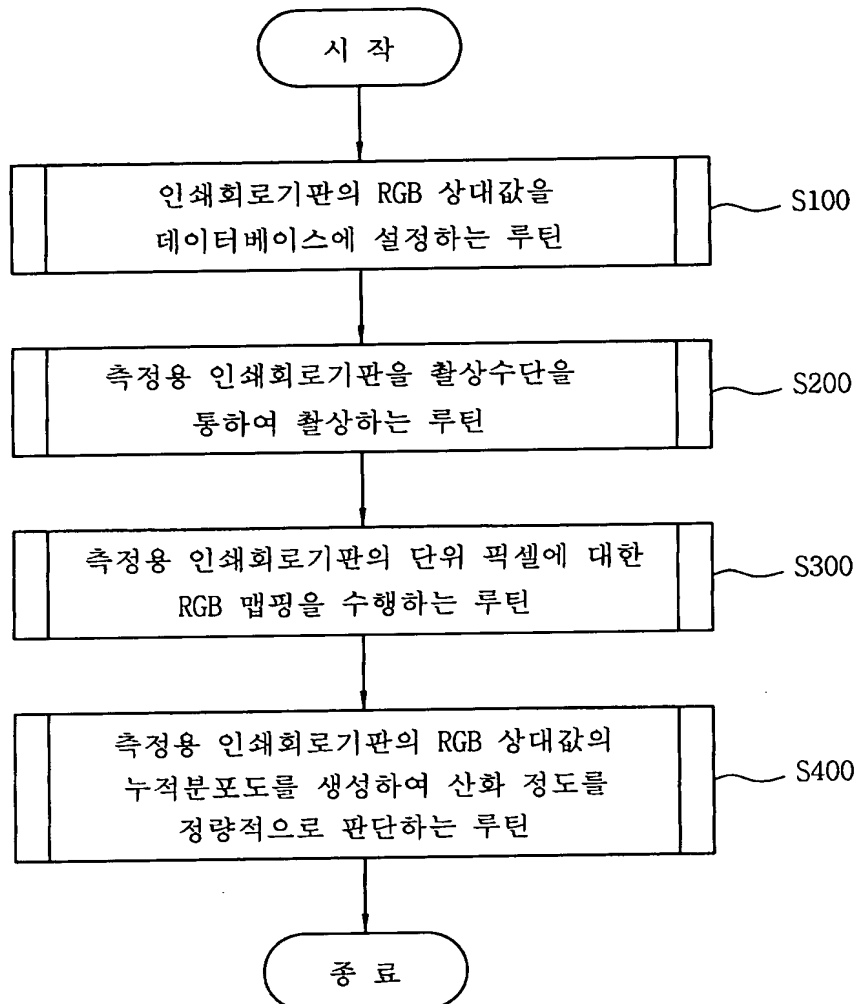 시 작
인쇄회로기판의 RGB 상대값을
데이터베이스에 설정하는 루틴
S100
측정용 인쇄회로기판을 촬상수단을
통하여 촬상하는 루틴
S200
측정용 인쇄회로기판의 단위 픽셀에 대한
RGB 맵핑을 수행하는 루틴
S300
측정용 인쇄회로기판의 RGB 상대값의
누적분포도를 생성하여 산화 정도를
정량적으로 판단하는 루틴
S400
종 료